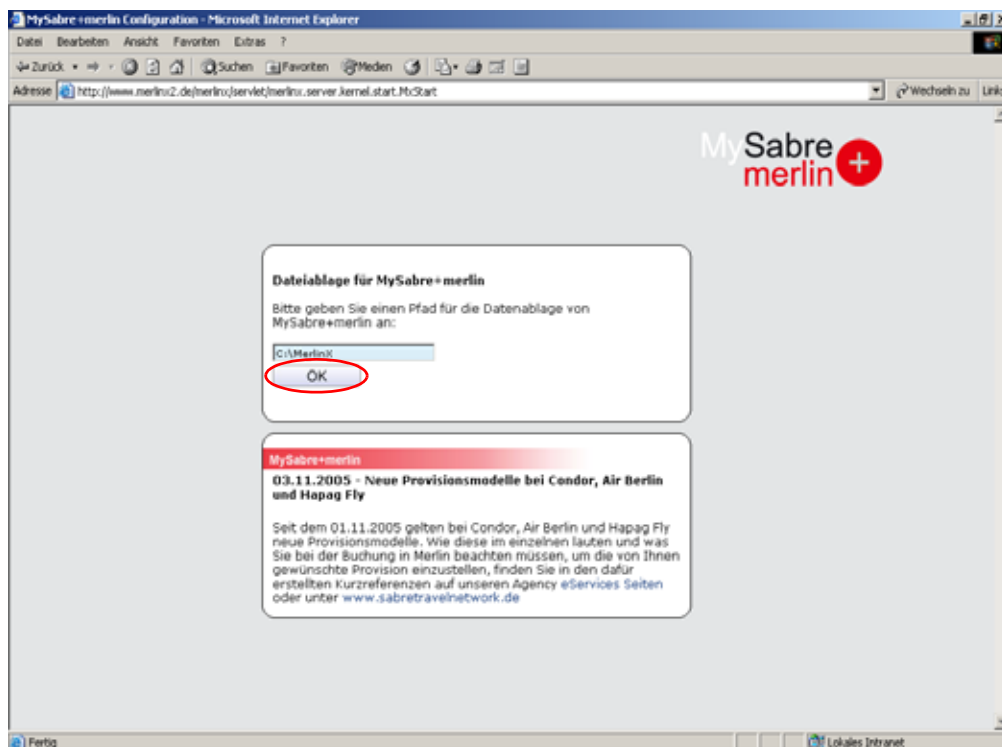 MySabre+merlin Configuration - Microsoft Internet Explorer
Datei Bearbeiten Ansicht Favoriten Extras ?
Zurück Suchen Favoriten Medien
Adresse http://www.merlinx2.de/merlinx/servlet/merlinx.server.kernel.start.MxStart Wechseln zu Links
MySabre
merlin +
Dateiablage für MySabre+merlin
Bitte geben Sie einen Pfad für die Datenablage von
MySabre+merlin an:
C:\MerlinX
OK
MySabre+merlin
03.11.2005 - Neue Provisionsmodelle bei Condor, Air Berlin
und Hapag Fly
Seit dem 01.11.2005 gelten bei Condor, Air Berlin und Hapag Fly
neue Provisionsmodelle. Wie diese im einzelnen lauten und was
Sie bei der Buchung in Merlin beachten müssen, um die von Ihnen
gewünschte Provision einzustellen, finden Sie in den dafür
erstellten Kurzreferenzen auf unseren Agency eServices Seiten
oder unter www.sabretravelnetwork.de
Fertig Lokales Intranet